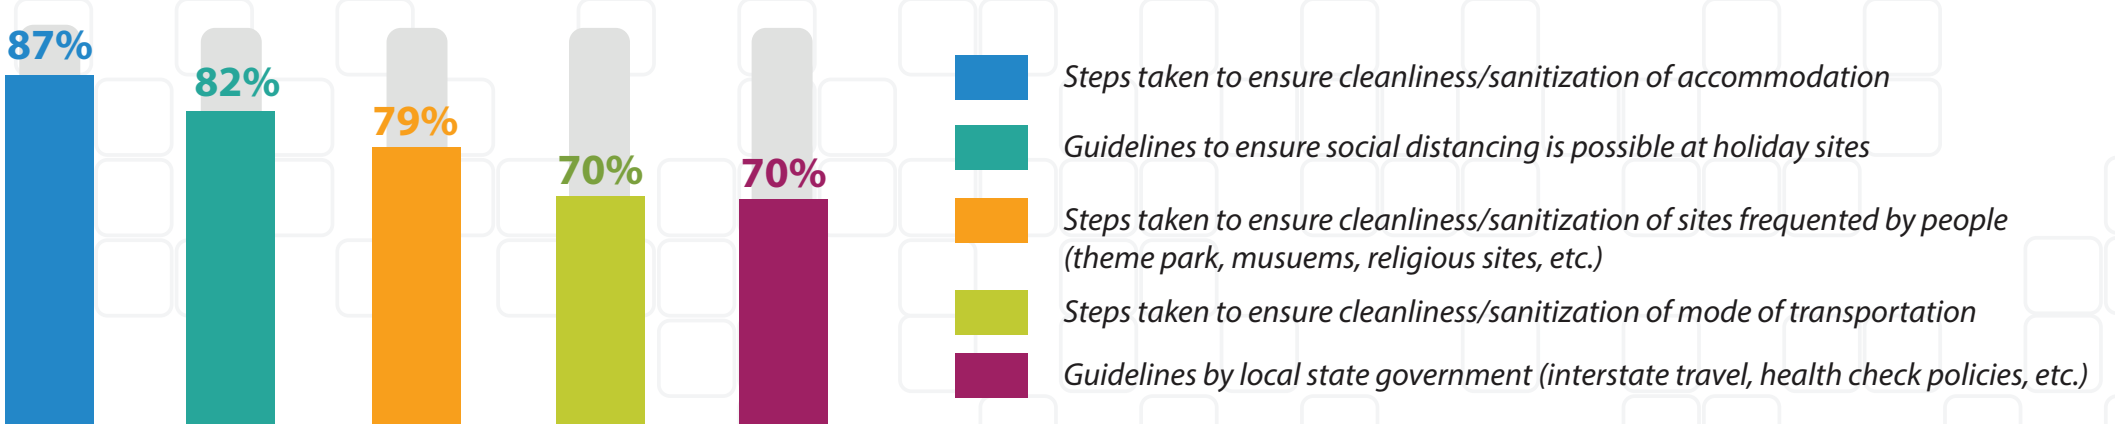 87%
82%
79%
70%
70%
Steps taken to ensure cleanliness/sanitization of accommodation
Guidelines to ensure social distancing is possible at holiday sites
Steps taken to ensure cleanliness/sanitization of sites frequented by people
(theme park, musuems, religious sites, etc.)
Steps taken to ensure cleanliness/sanitization of mode of transportation
Guidelines by local state government (interstate travel, health check policies, etc.)